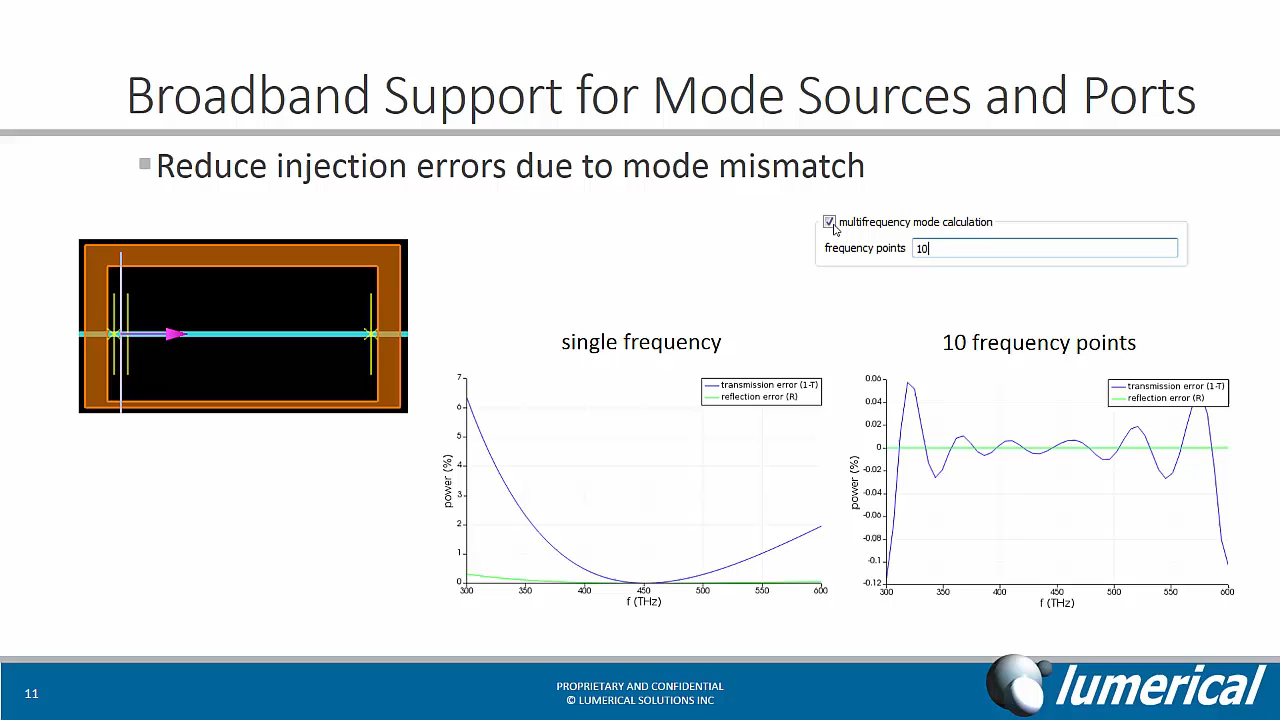 Broadband Support for Mode Sources and Ports
Reduce injection errors due to mode mismatch
multifrequency mode calculation
frequency points 10
single frequency
7
6
5
4
3
2
1
0
power (%)
transmission error (1-T)
reflection error (R)
300 350 400 450 500 550 600
f (THz)
10 frequency points
0.06
0.04
0.02
0
-0.02
-0.04
-0.06
-0.08
-0.1
-0.12
power (%)
transmission error (1-T)
reflection error (R)
300 350 400 450 500 550 600
f (THz)
11
PROPRIETARY AND CONFIDENTIAL
© LUMERICAL SOLUTIONS INC
lumerical